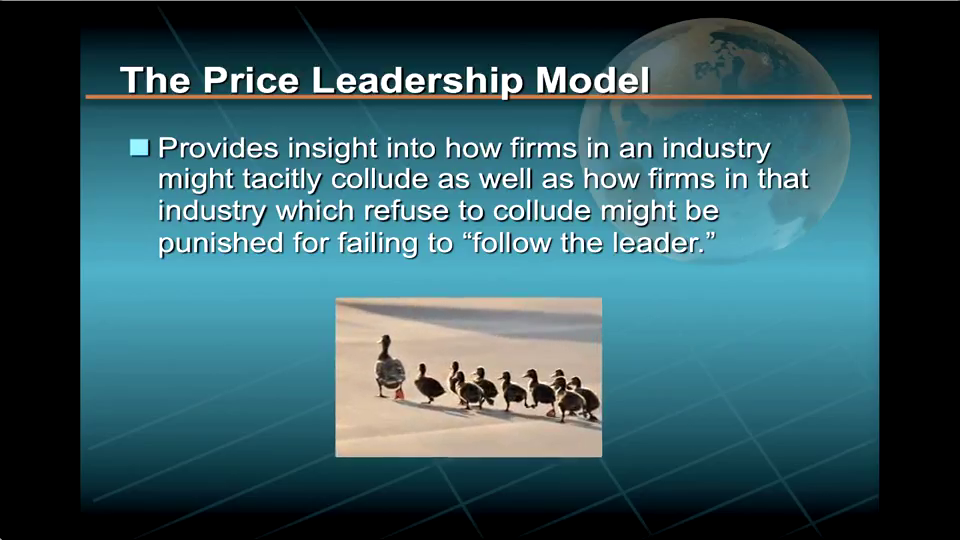 The Price Leadership Model
Provides insight into how firms in an industry
might tacitly collude as well as how firms in that
industry which refuse to collude might be
punished for failing to “follow the leader.”